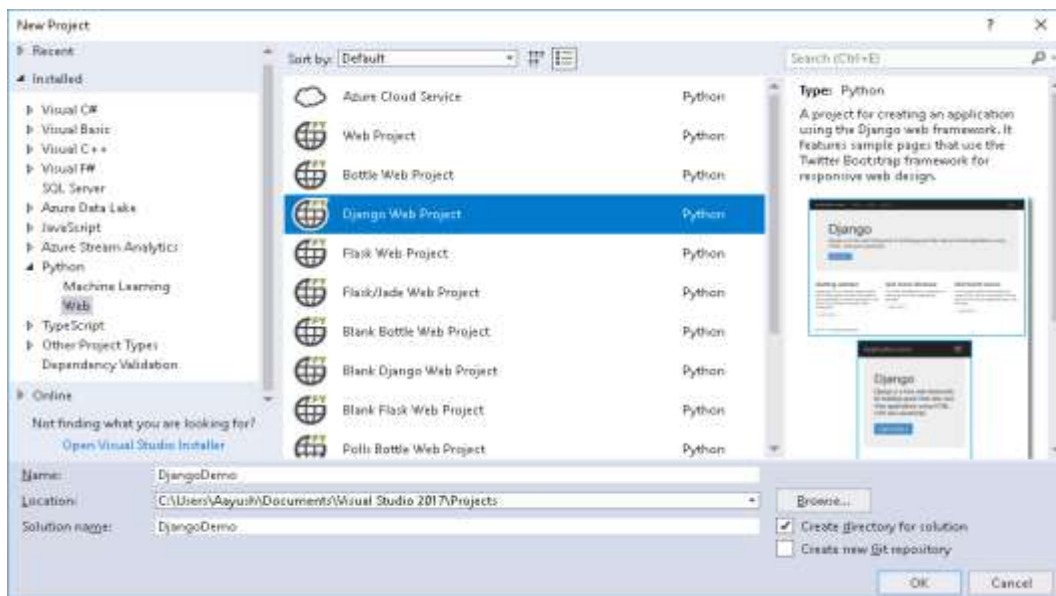 New Project
? ×
Recent
Installed
Visual C#
Visual Basic
Visual C++
Visual F#
SQL Server
Azure Data Lake
JavaScript
Azure Stream Analytics
Python
Machine Learning
Web
TypeScript
Other Project Types
Dependency Validation
Online
Not finding what you are looking for?
Open Visual Studio Installer
Sort by: Default
Azure Cloud Service Python
Web Project Python
Bottle Web Project Python
Django Web Project Python
Flask Web Project Python
Flask/Jade Web Project Python
Blank Bottle Web Project Python
Blank Django Web Project Python
Blank Flask Web Project Python
Polls Bottle Web Project Python
Search (Ctrl+E)
Type: Python
A project for creating an application
using the Django web framework. It
features sample pages that use the
Twitter Bootstrap framework for
responsive web design.
Django
Django
Name: DjangoDemo
Location: C:\Users\Aayush\Documents\Visual Studio 2017\Projects
Browse...
Solution name: DjangoDemo
Create directory for solution
Create new Git repository
OK Cancel